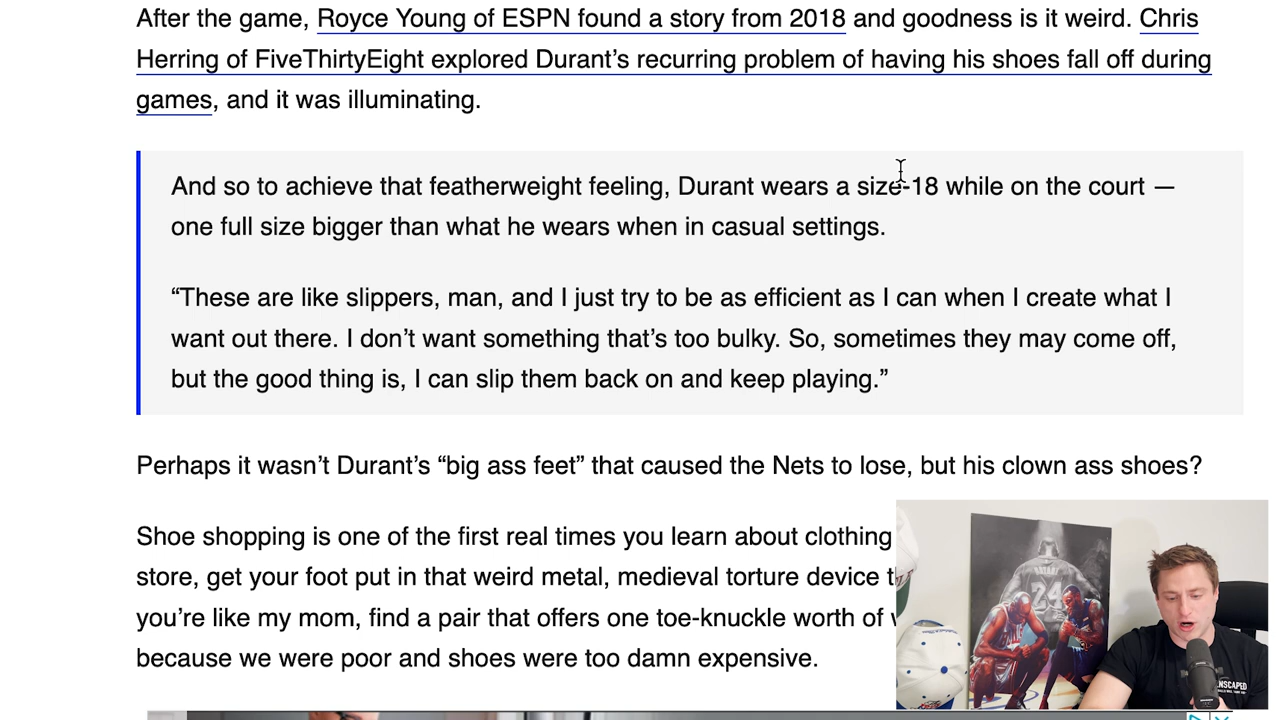 After the game, Royce Young of ESPN found a story from 2018 and goodness is it weird. Chris
Herring of FiveThirtyEight explored Durant’s recurring problem of having his shoes fall off during
games, and it was illuminating.
And so to achieve that featherweight feeling, Durant wears a size-18 while on the court —
one full size bigger than what he wears when in casual settings.
“These are like slippers, man, and I just try to be as efficient as I can when I create what I
want out there. I don’t want something that’s too bulky. So, sometimes they may come off,
but the good thing is, I can slip them back on and keep playing.”
Perhaps it wasn’t Durant’s “big ass feet” that caused the Nets to lose, but his clown ass shoes?
Shoe shopping is one of the first real times you learn about clothing
store, get your foot put in that weird metal, medieval torture device
you’re like my mom, find a pair that offers one toe-knuckle worth of
because we were poor and shoes were too damn expensive.
24
NSCAPED